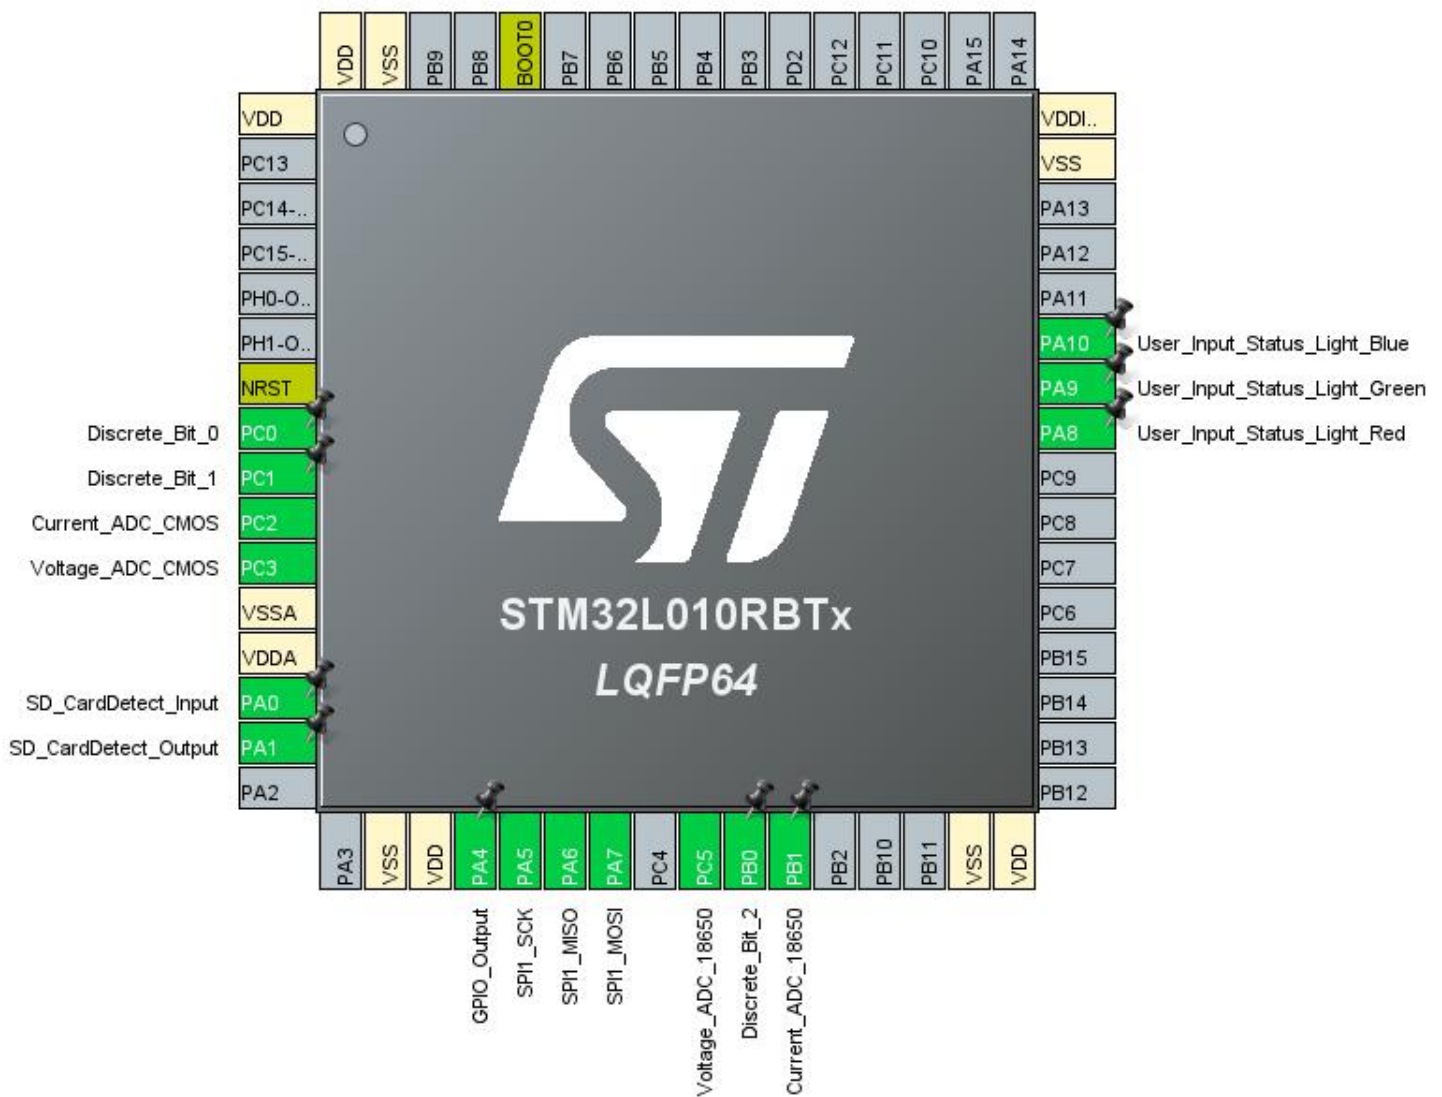 VDD
VSS
PB9
PB8
BOOT0
PB7
PB6
PB5
PB4
PB3
PD2
PC12
PC11
PC10
PA15
PA14
VDD
PC13
PC14-..
PC15-..
PH0-O..
PH1-O..
NRST
Discrete_Bit_0 PC0
Discrete_Bit_1 PC1
Current_ADC_CMOS PC2
Voltage_ADC_CMOS PC3
VSSA
VDDA
SD_CardDetect_Input PA0
SD_CardDetect_Output PA1
PA2
STM32L010RBTx
LQFP64
VDDI..
VSS
PA13
PA12
PA11
PA10 User_Input_Status_Light_Blue
PA9 User_Input_Status_Light_Green
PA8 User_Input_Status_Light_Red
PC9
PC8
PC7
PC6
PB15
PB14
PB13
PB12
PA3
VSS
VDD
PA4 GPIO_Output
PA5 SPI1_SCK
PA6 SPI1_MISO
PA7 SPI1_MOSI
PC4
PC5 Voltage_ADC_18650
PB0 Discrete_Bit_2
PB1 Current_ADC_18650
PB2
PB10
PB11
VSS
VDD